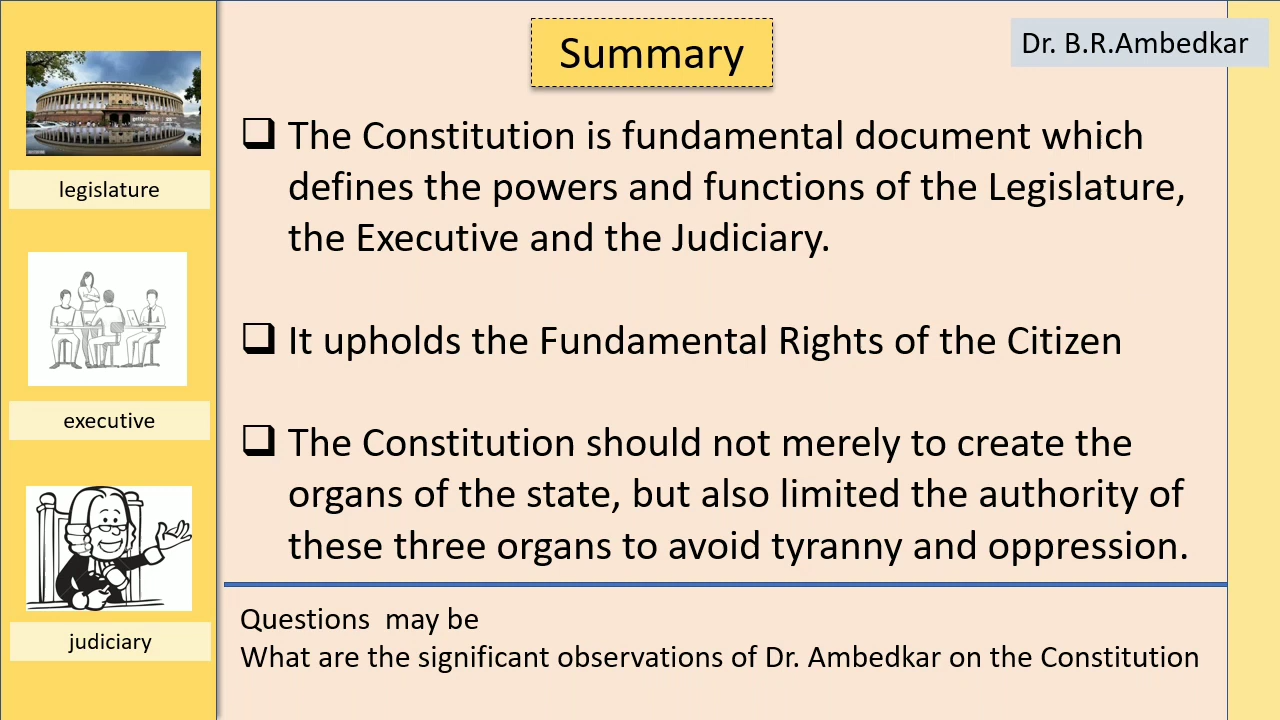 Summary
Dr. B.R.Ambedkar
❑ The Constitution is fundamental document which
defines the powers and functions of the Legislature,
the Executive and the Judiciary.
❑ It upholds the Fundamental Rights of the Citizen
❑ The Constitution should not merely to create the
organs of the state, but also limited the authority of
these three organs to avoid tyranny and oppression.
legislature
executive
judiciary
Questions  may be
What are the significant observations of Dr. Ambedkar on the Constitution